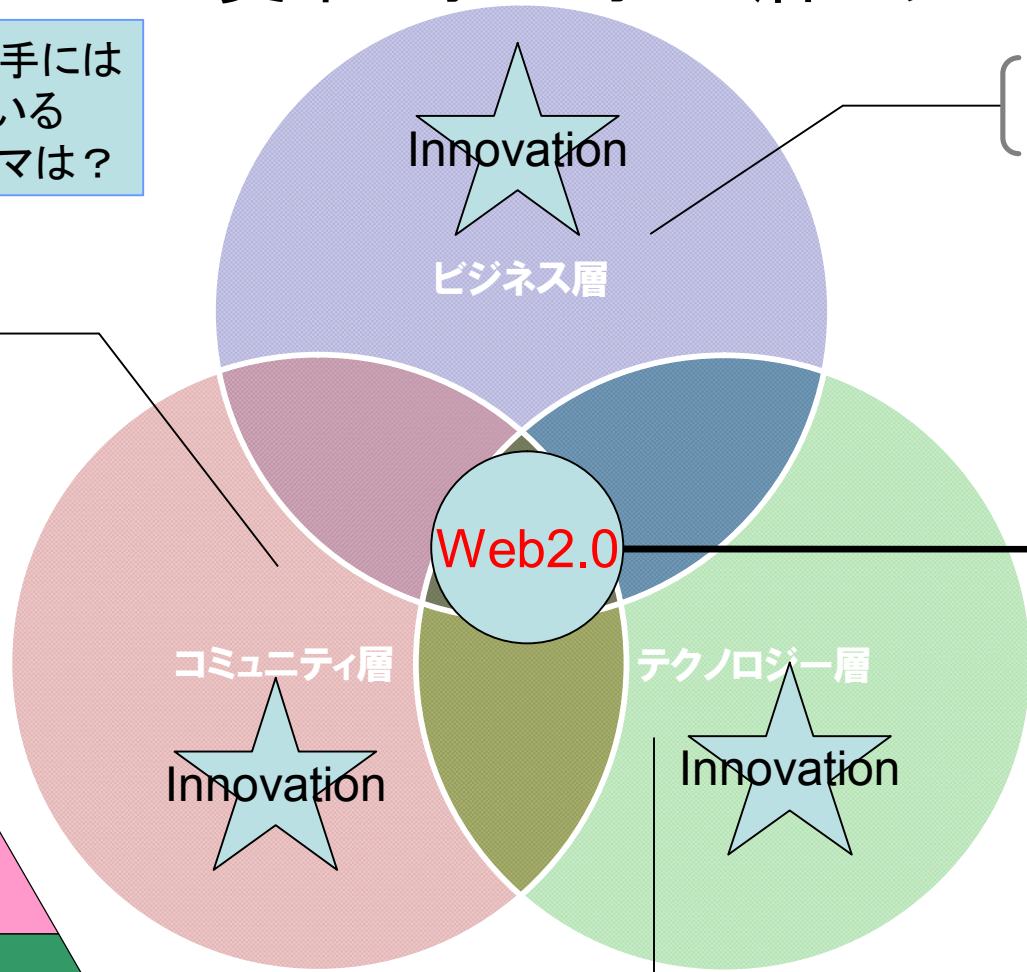 手には
いる
マは？
Innovation
ビジネス層
Web2.0
コミュニティ層
テクノロジー層
Innovation
Innovation